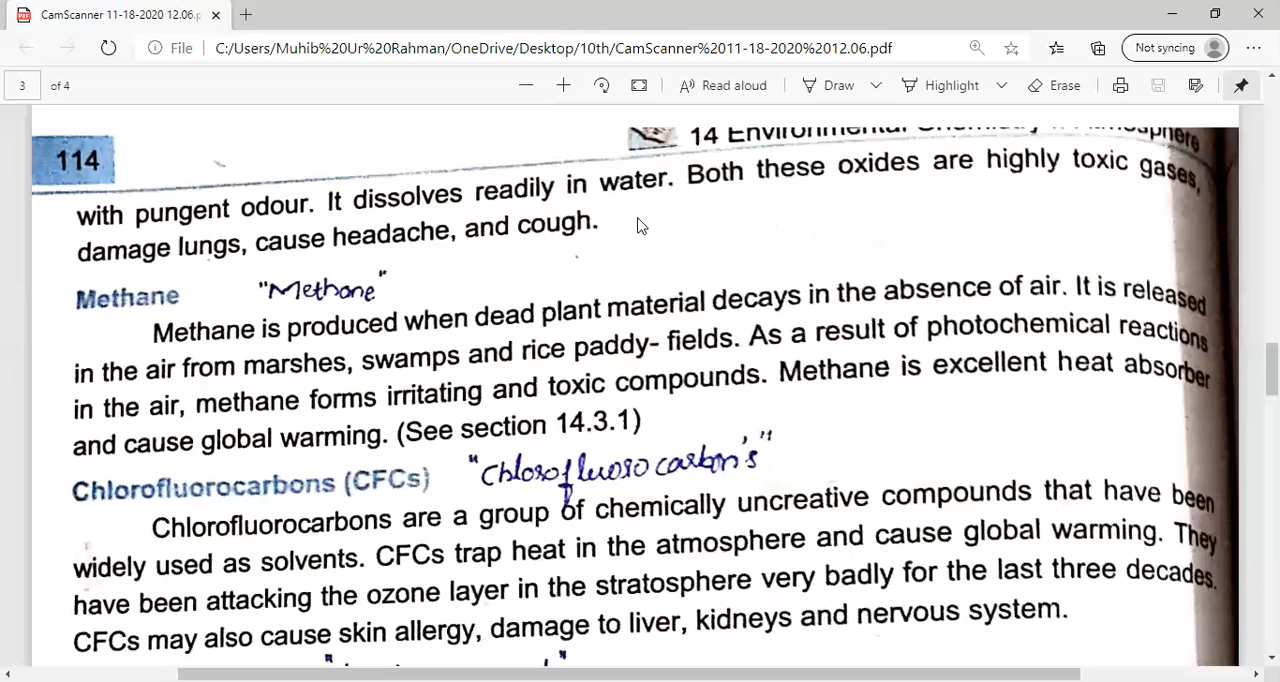 CamScanner 11-18-2020 12.06.p
File C:/Users/Muhib%20Ur%20Rahman/OneDrive/Desktop/10th/CamScanner%2011-18-2020%2012.06.pdf Not syncing
3 of 4 Read aloud Draw Highlight Erase
114 14 Environmental Chemistry
with pungent odour. It dissolves readily in water. Both these oxides are highly toxic gases,
damage lungs, cause headache, and cough.
Methane "Methane"
Methane is produced when dead plant material decays in the absence of air. It is released
in the air from marshes, swamps and rice paddy- fields. As a result of photochemical reactions
in the air, methane forms irritating and toxic compounds. Methane is excellent heat absorber
and cause global warming. (See section 14.3.1)
Chlorofluorocarbons (CFCs) "Chlorofluorocarbon's"
Chlorofluorocarbons are a group of chemically uncreative compounds that have been
widely used as solvents. CFCs trap heat in the atmosphere and cause global warming. They
have been attacking the ozone layer in the stratosphere very badly for the last three decades.
CFCs may also cause skin allergy, damage to liver, kidneys and nervous system.